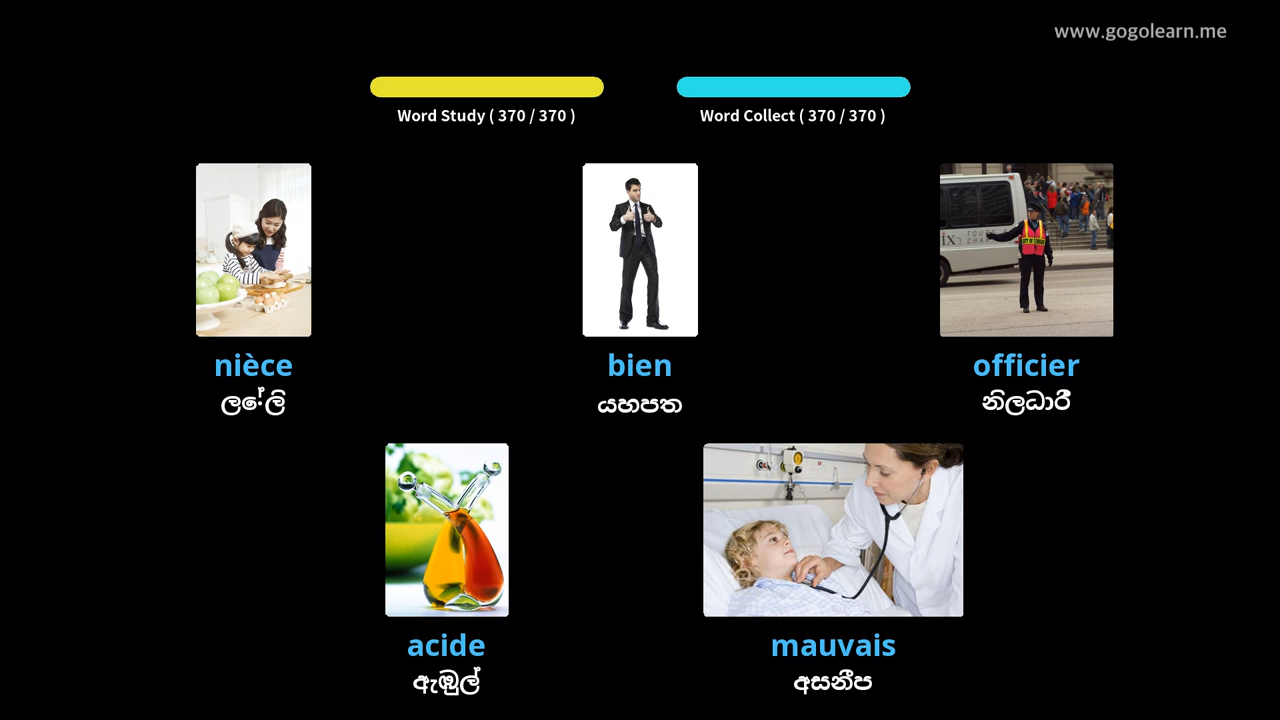 www.gogolearn.me
Word Study ( 370 / 370 )
Word Collect ( 370 / 370 )
nièce
ලේලි
bien
යහපත
officier
නිලධාරී
acide
ඇඹුල්
mauvais
අසනීප